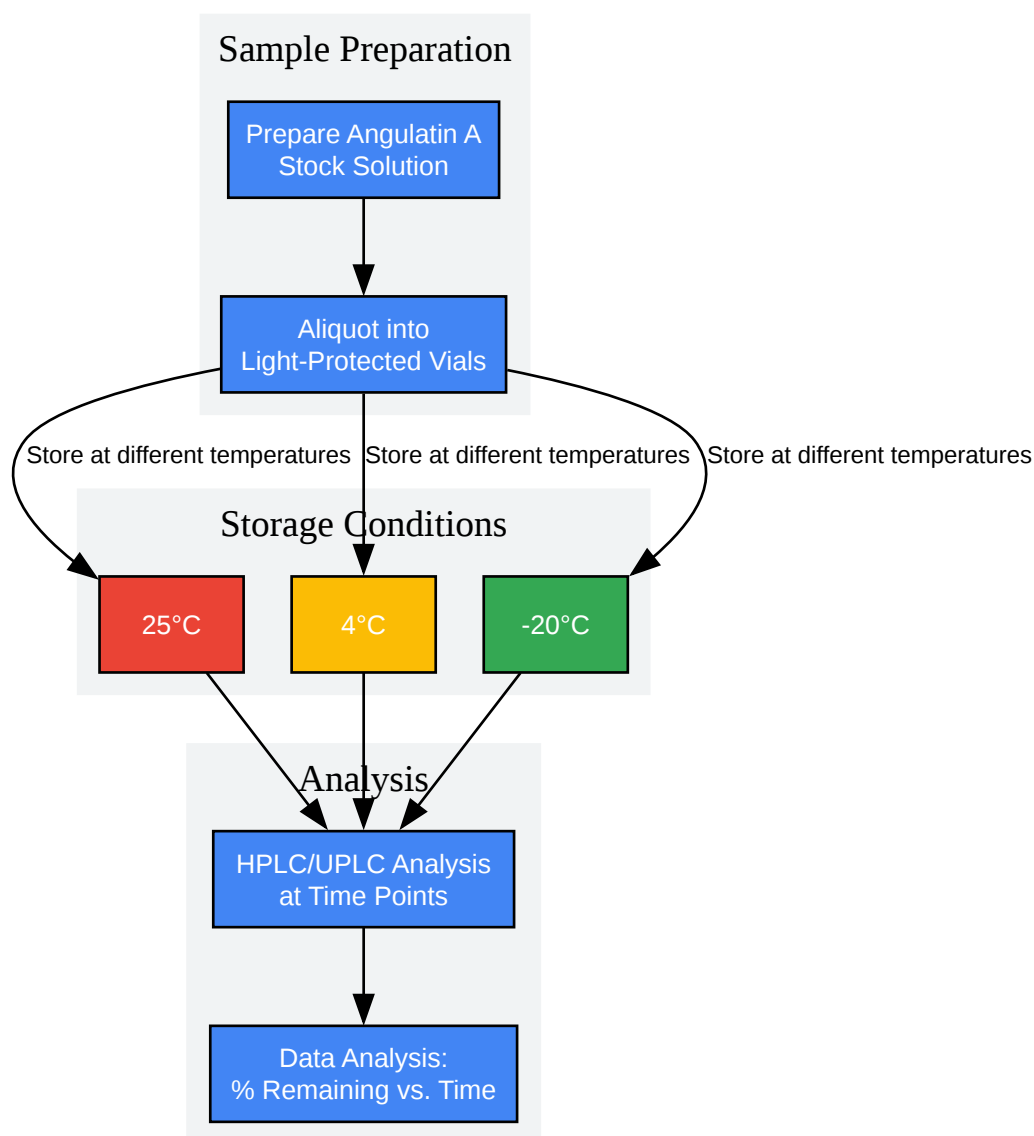 Sample Preparation
Prepare Angulatin A
Stock Solution
Aliquot into
Light-Protected Vials
Store at different temperatures
Store at different temperatures
Store at different temperatures
Storage Conditions
25°C
4°C
-20°C
Analysis
HPLC/UPLC Analysis
at Time Points
Data Analysis:
% Remaining vs. Time